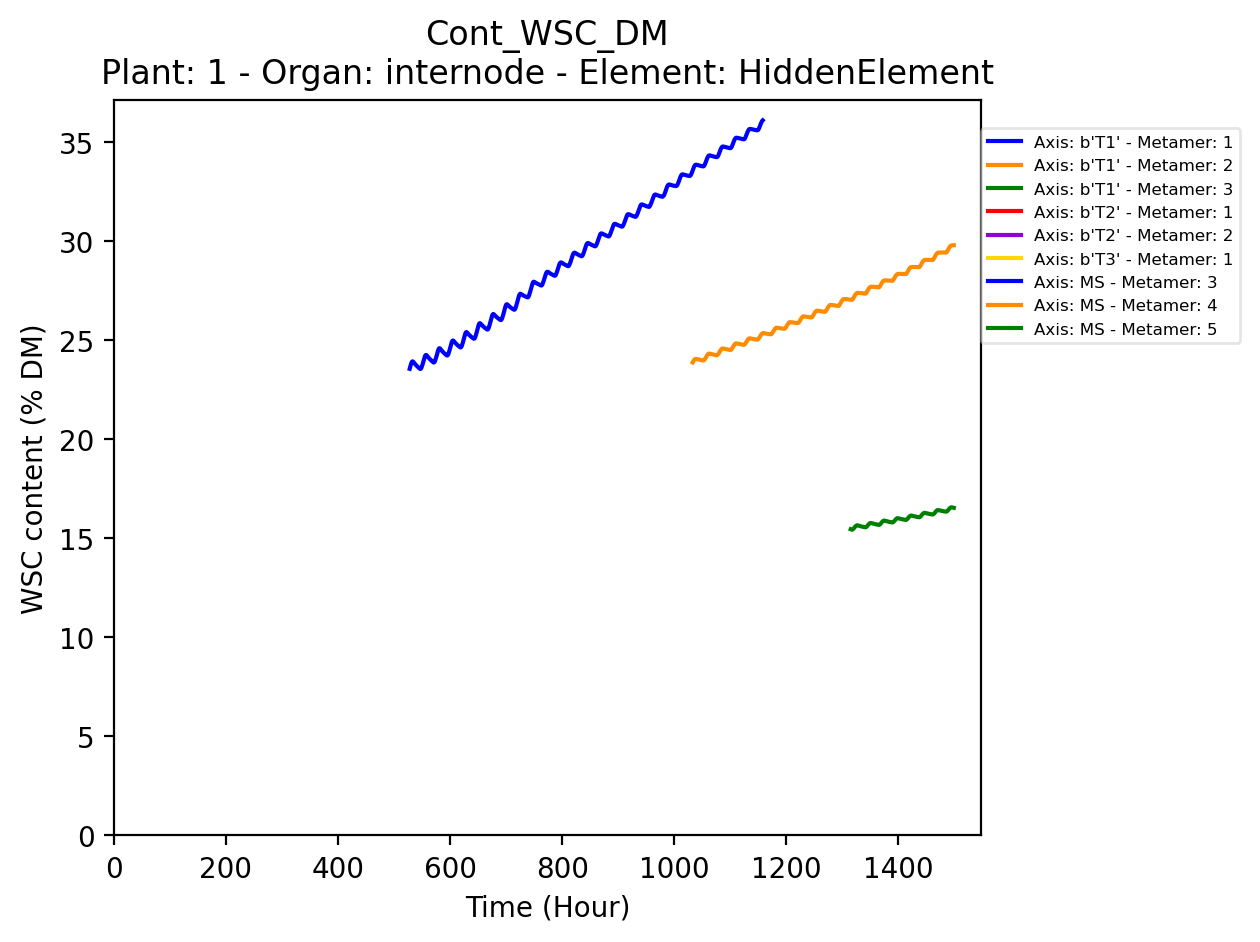 Cont_WSC_DM
Plant: 1 - Organ: internode - Element: HiddenElement
35
30
25
20
15
10
5
0
WSC content (% DM)
0 200 400 600 800 1000 1200 1400
Time (Hour)
Axis: b'T1' - Metamer: 1
Axis: b'T1' - Metamer: 2
Axis: b'T1' - Metamer: 3
Axis: b'T2' - Metamer: 1
Axis: b'T2' - Metamer: 2
Axis: b'T3' - Metamer: 1
Axis: MS - Metamer: 3
Axis: MS - Metamer: 4
Axis: MS - Metamer: 5